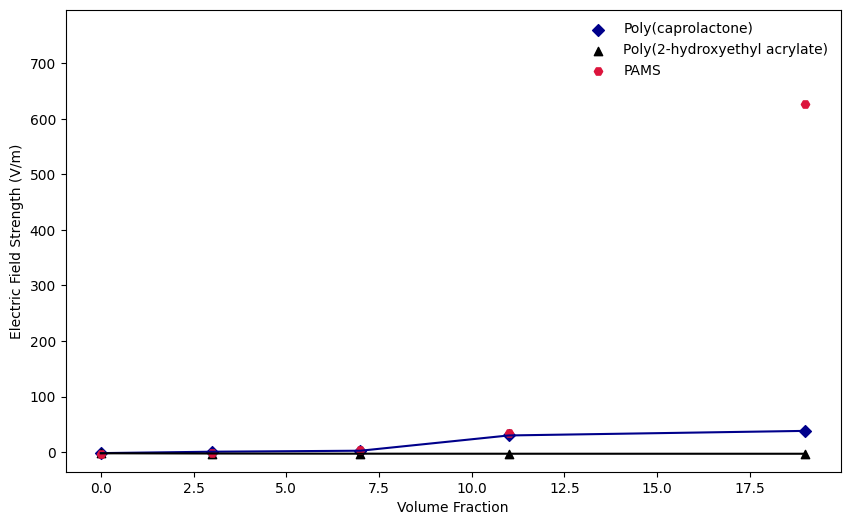 Poly(caprolactone)
Poly(2-hydroxyethyl acrylate)
PAMS
Electric Field Strength (V/m)
700
600
500
400
300
200
100
0
0.0 2.5 5.0 7.5 10.0 12.5 15.0 17.5
Volume Fraction